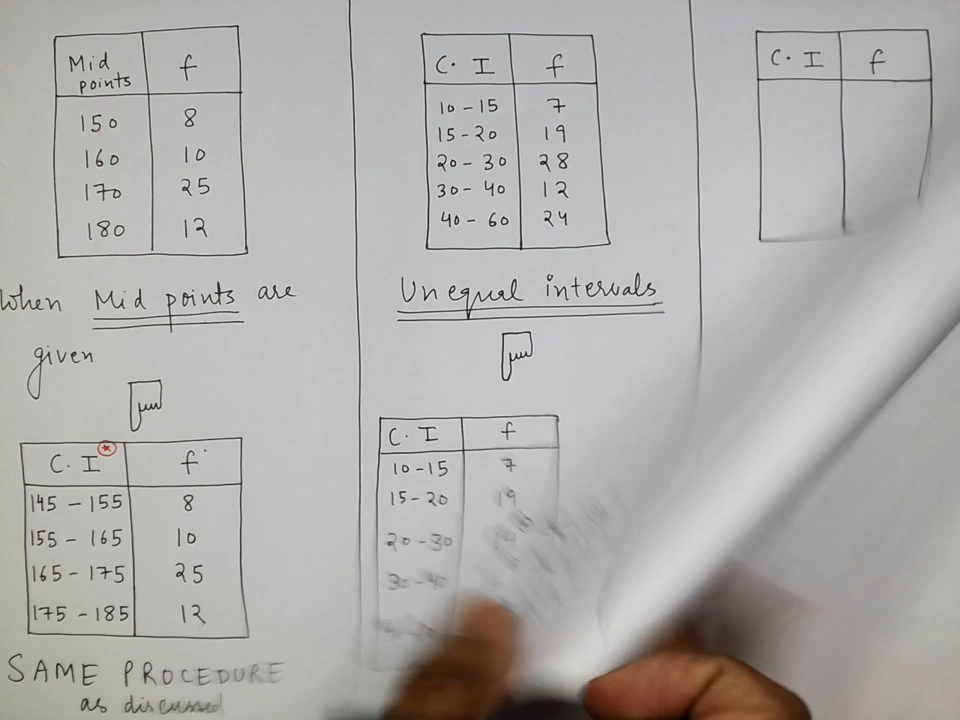 Mid points f
150 8
160 10
170 25
180 12
When Mid points are
given
C. I * f
145 - 155 8
155 - 165 10
165 - 175 25
175 - 185 12
SAME PROCEDURE
as discussed
C. I f
10 - 15 7
15 - 20 19
20 - 30 28
30 - 40 12
40 - 60 24
Unequal intervals
C. I f
10 - 15 7
15 - 20 19
20 - 30
30 - 40
C. I f